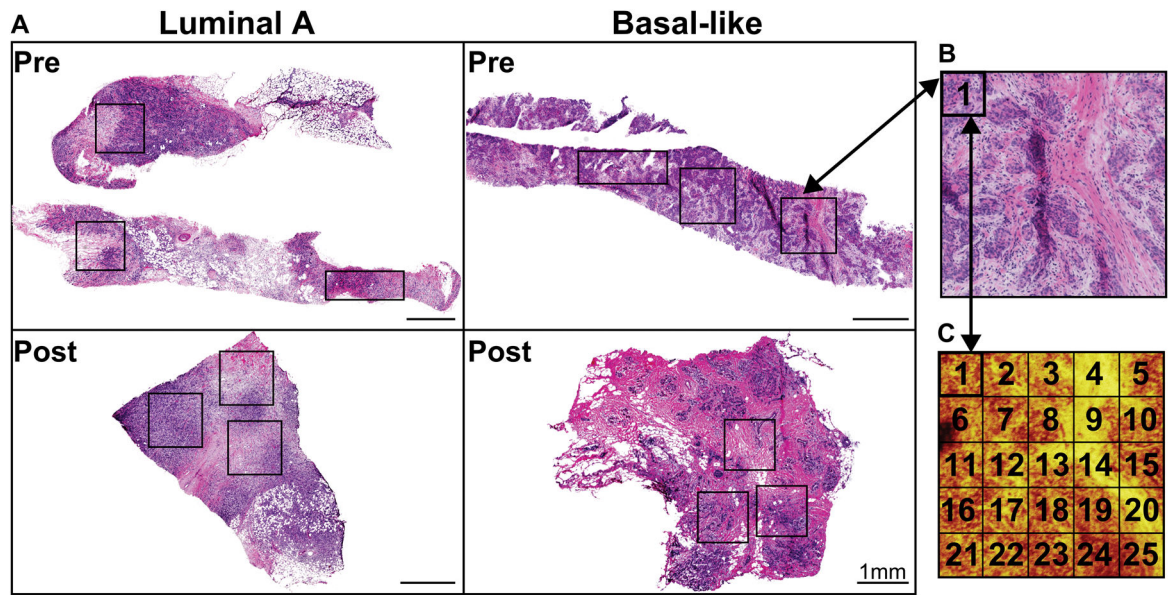 A
Luminal A
Basal-like
Pre
Pre
B
1
Post
Post
1mm
C
1 2 3 4 5
6 7 8 9 10
11 12 13 14 15
16 17 18 19 20
21 22 23 24 25